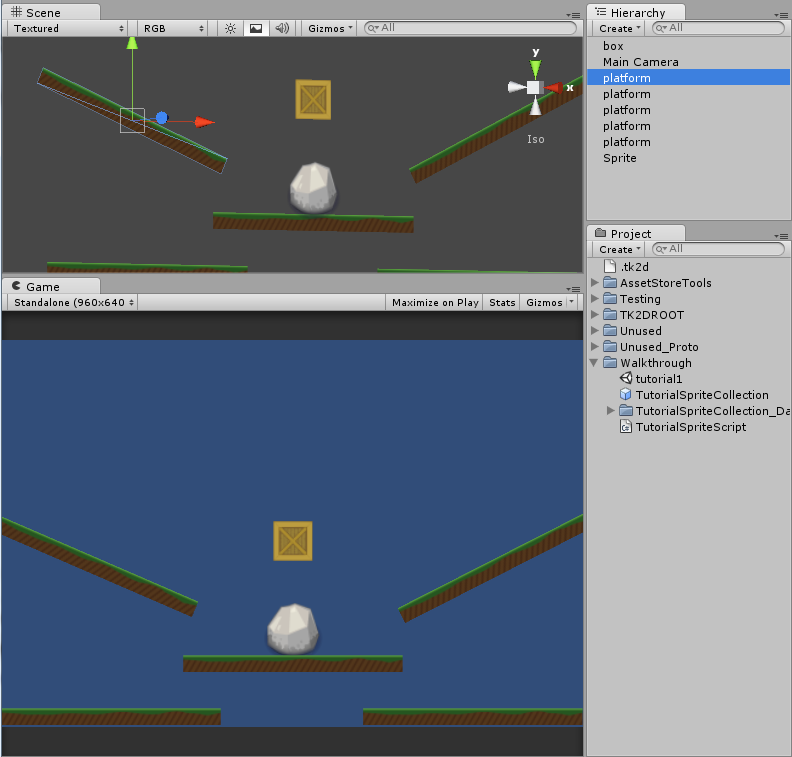 Scene
Textured RGB Gizmos All
y
x
Iso
Game
Standalone (960x640 Maximize on Play Stats Gizmos
Hierarchy
Create All
box
Main Camera
platform
platform
platform
platform
platform
Sprite
Project
Create All
.tk2d
AssetStoreTools
Testing
TK2DROOT
Unused
Unused_Proto
Walkthrough
tutorial1
TutorialSpriteCollection
TutorialSpriteCollection_Da
C#
TutorialSpriteScript